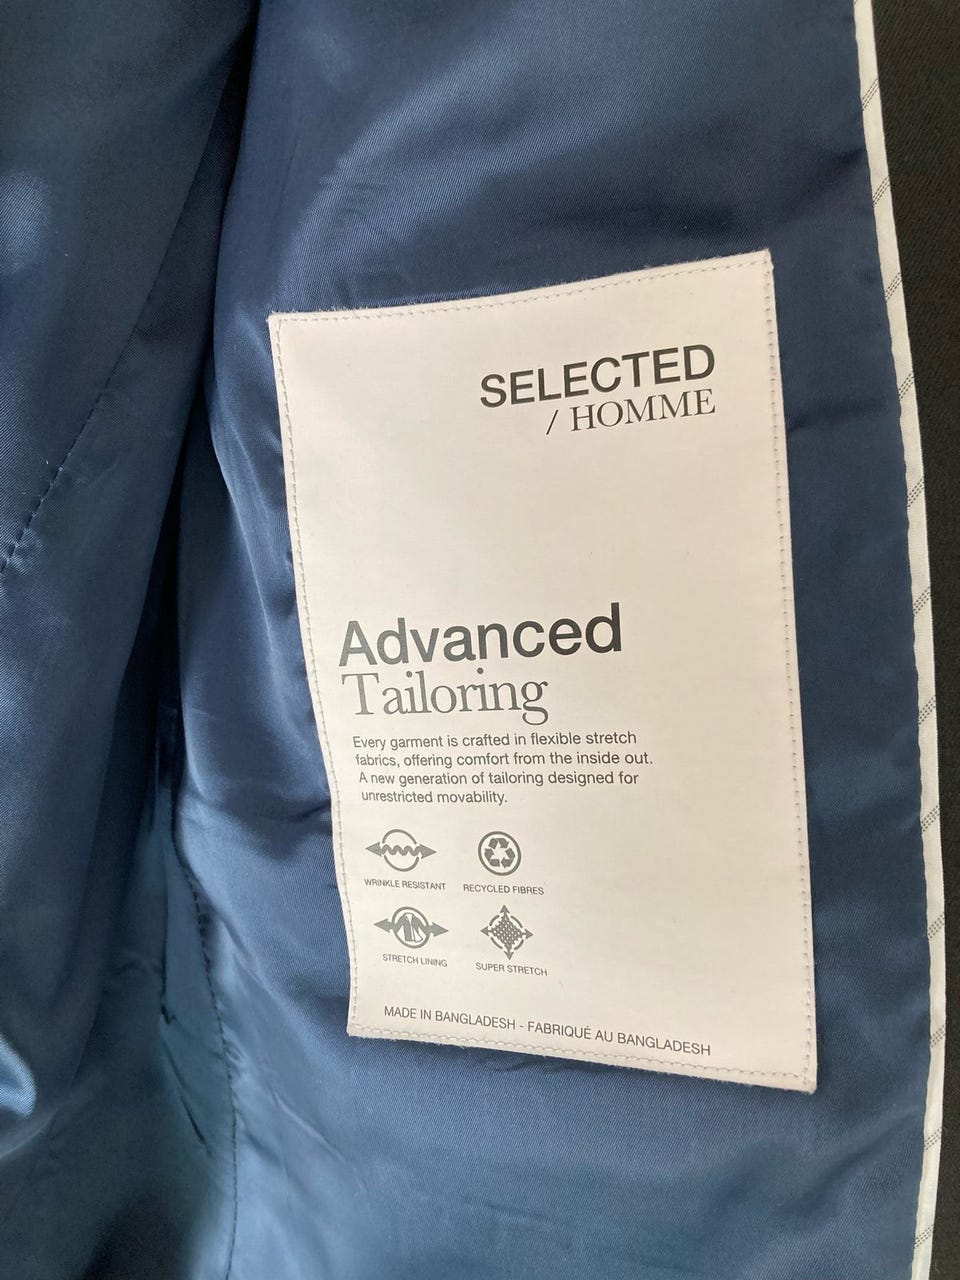 SELECTED
/ HOMME
Advanced
Tailoring
Every garment is crafted in flexible stretch
fabrics, offering comfort from the inside out.
A new generation of tailoring designed for
unrestricted movability.
WRINKLE RESISTANT
RECYCLED FIBRES
STRETCH LINING
SUPER STRETCH
MADE IN BANGLADESH - FABRIQUÉ AU BANGLADESH